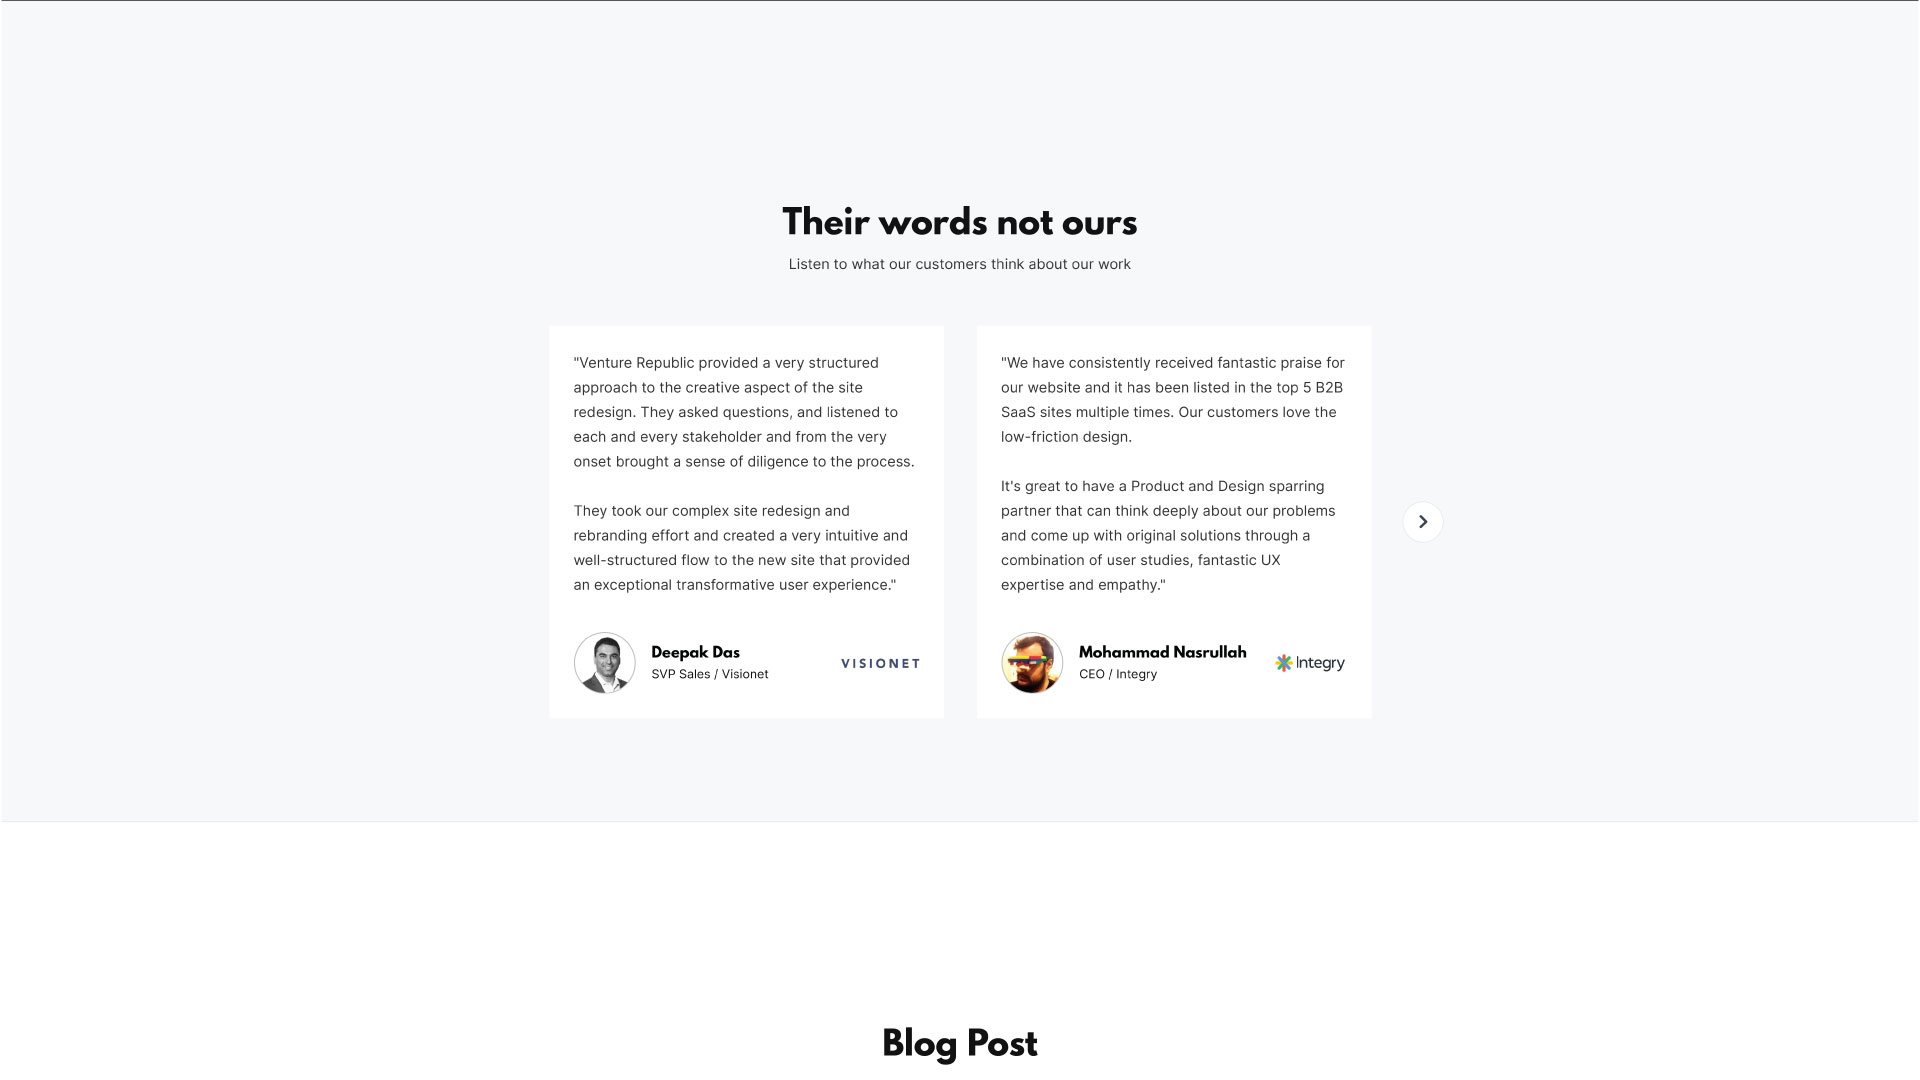 Their words not ours
Listen to what our customers think about our work
"Venture Republic provided a very structured
approach to the creative aspect of the site
redesign. They asked questions, and listened to
each and every stakeholder and from the very
onset brought a sense of diligence to the process.
They took our complex site redesign and
rebranding effort and created a very intuitive and
well-structured flow to the new site that provided
an exceptional transformative user experience."
Deepak Das
SVP Sales / Visionet
VISIONET
"We have consistently received fantastic praise for
our website and it has been listed in the top 5 B2B
SaaS sites multiple times. Our customers love the
low-friction design.
It's great to have a Product and Design sparring
partner that can think deeply about our problems
and come up with original solutions through a
combination of user studies, fantastic UX
expertise and empathy."
Mohammad Nasrullah
CEO / Integry
Integry
Blog Post